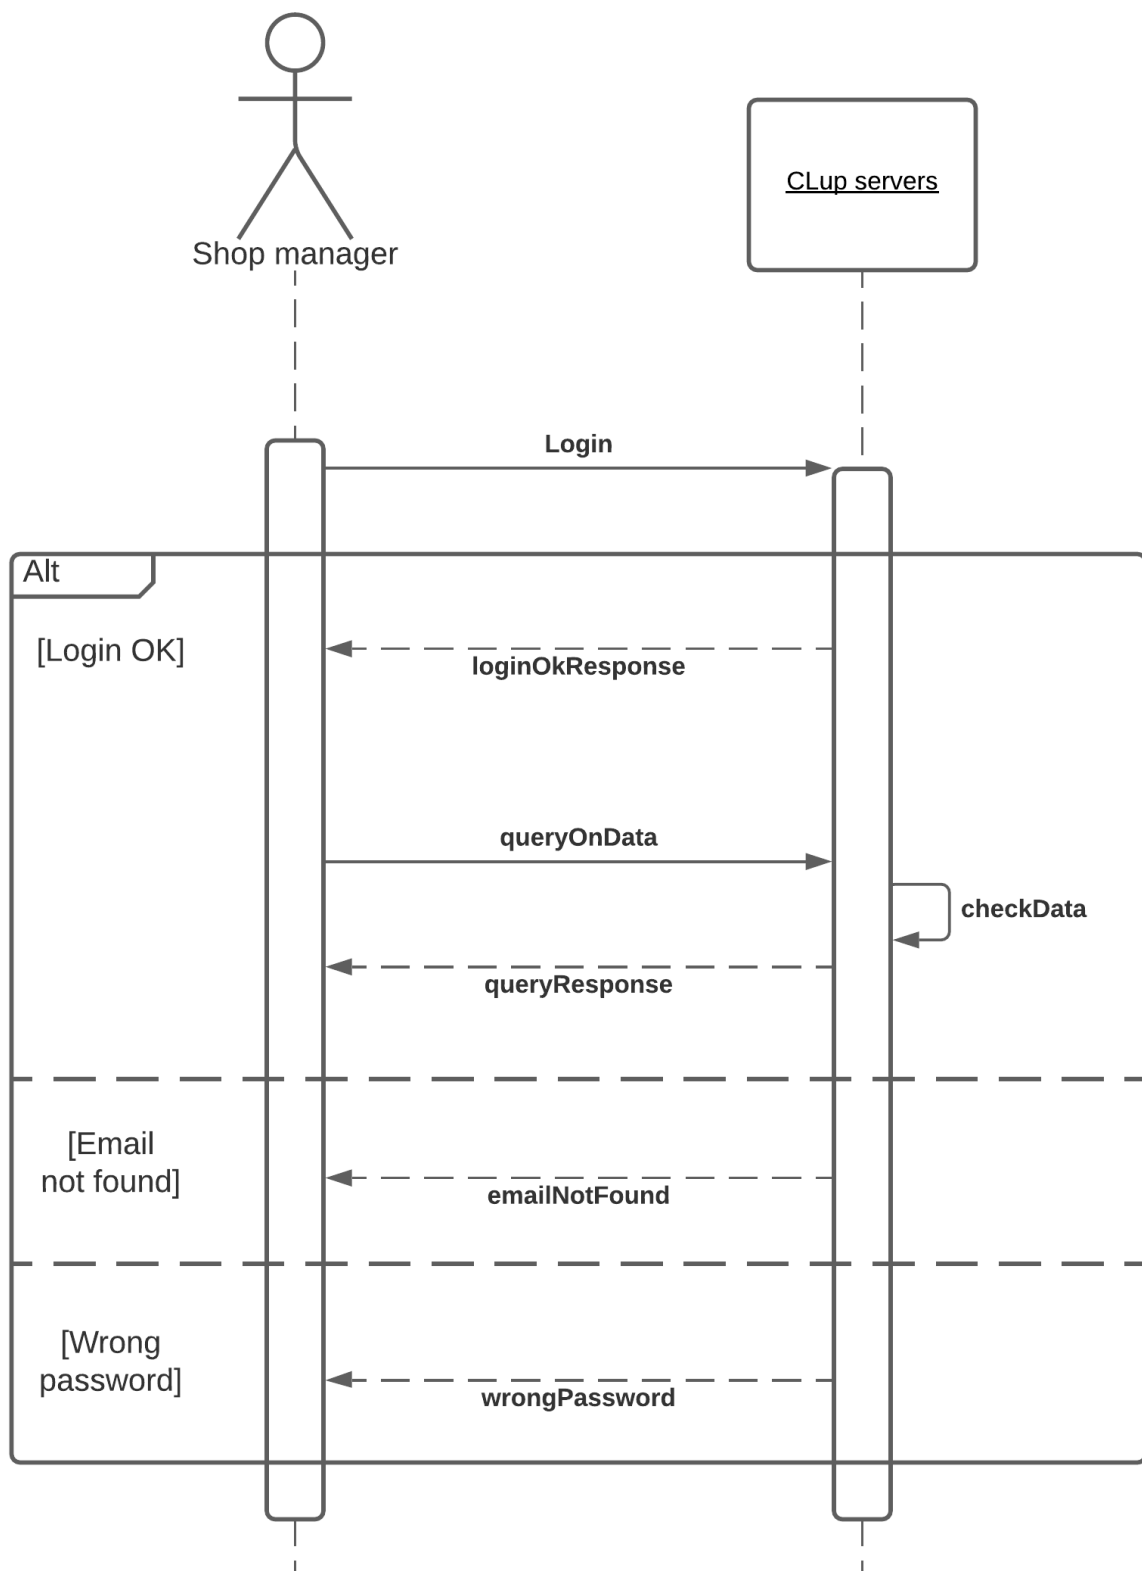 Shop manager
CLup servers
Login
Alt
[Login OK]
loginOkResponse
queryOnData
checkData
queryResponse
[Email
not found]
emailNotFound
[Wrong
password]
wrongPassword